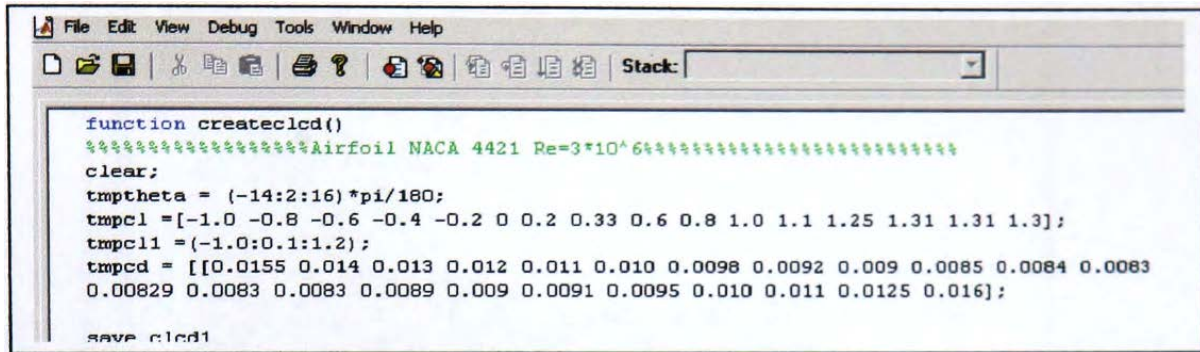 File Edit View Debug Tools Window Help
Stack:
function createclcd()
%%%%%%%%%%%%%%%%%%Airfoil NACA 4421 Re=3*10^6%%%%%%%%%%%%%%%%%%%%%%%%%%
clear;
tmptheta = (-14:2:16)*pi/180;
tmpcl =[-1.0 -0.8 -0.6 -0.4 -0.2 0 0.2 0.33 0.6 0.8 1.0 1.1 1.25 1.31 1.31 1.3];
tmpcl1 =(-1.0:0.1:1.2);
tmpcd = [[0.0155 0.014 0.013 0.012 0.011 0.010 0.0098 0.0092 0.009 0.0085 0.0084 0.0083
0.00829 0.0083 0.0083 0.0089 0.009 0.0091 0.0095 0.010 0.011 0.0125 0.016];
save clcd1